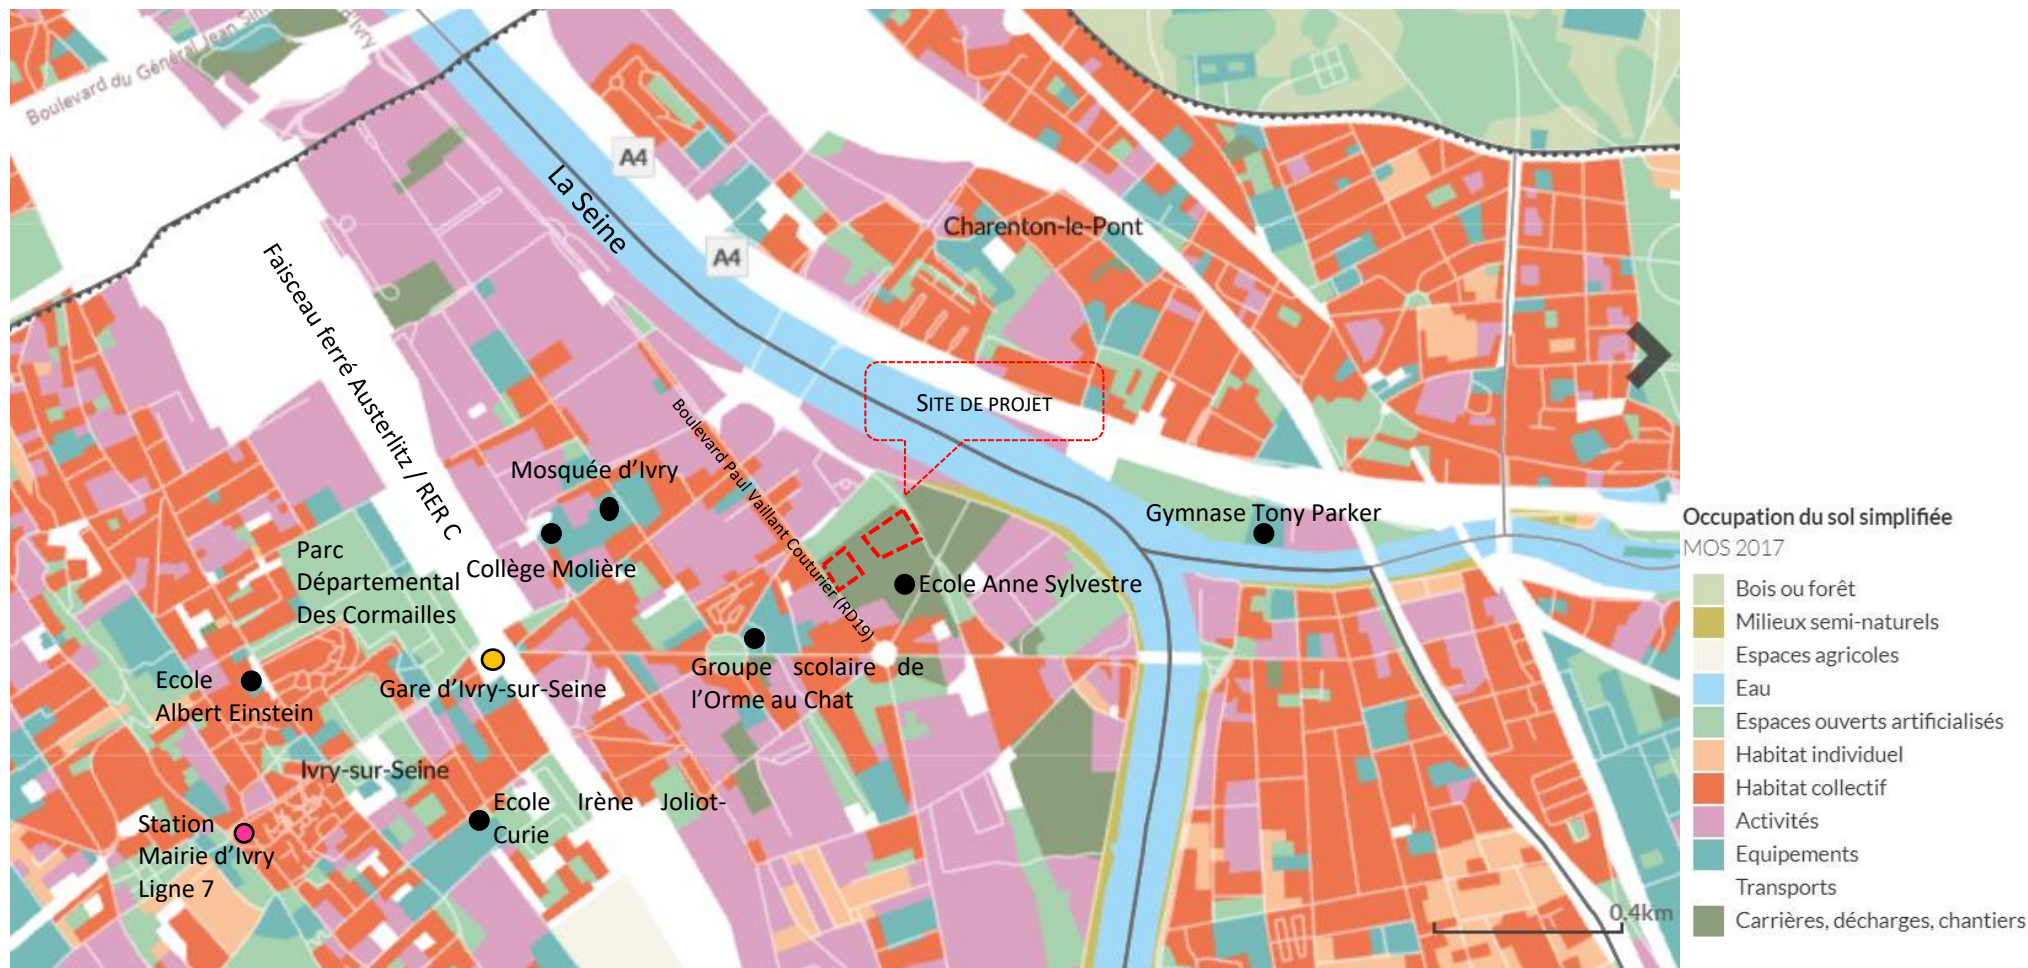 Boulevard du Général Jean Sim
d'Ivry
A4
La Seine
A4
Charenton-le-Pont
Faisceau ferré Austerlitz / RER C
SITE DE PROJET
Boulevard Paul Vaillant Couturier (RD19)
Mosquée d'Ivry
Collège Molière
Gymnase Tony Parker
Parc
Départemental
Des Cormailles
Ecole Anne Sylvestre
Groupe scolaire de
l'Orme au Chat
Gare d'Ivry-sur-Seine
Ecole
Albert Einstein
Ivry-sur-Seine
Ecole Irène Joliot-
Curie
Station
Mairie d'Ivry
Ligne 7
0.4km
Occupation du sol simplifiée
MOS 2017
Bois ou forêt
Milieux semi-naturels
Espaces agricoles
Eau
Espaces ouverts artificialisés
Habitat individuel
Habitat collectif
Activités
Equipements
Transports
Carrières, décharges, chantiers